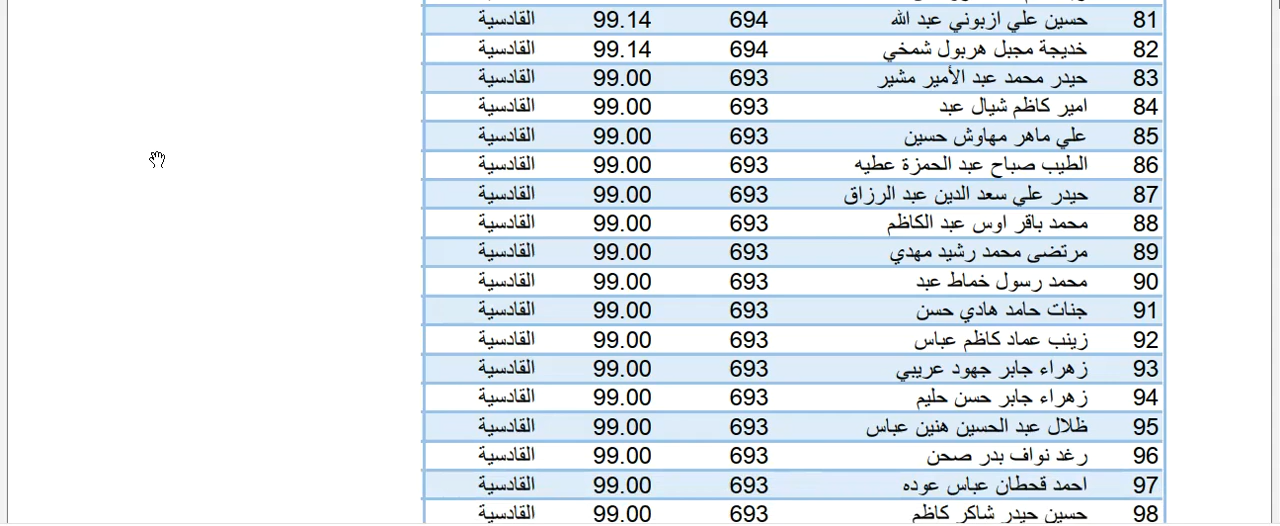 81 حسين علي ازبوني عبد الله 694 99.14 القادسية
82 خديجة مجبل هربول شمخي 694 99.14 القادسية
83 حيدر محمد عبد الأمير مشير 693 99.00 القادسية
84 امير كاظم شيال عبد 693 99.00 القادسية
85 علي ماهر مهاوش حسين 693 99.00 القادسية
86 الطيب صباح عبد الحمزة عطيه 693 99.00 القادسية
87 حيدر علي سعد الدين عبد الرزاق 693 99.00 القادسية
88 محمد باقر اوس عبد الكاظم 693 99.00 القادسية
89 مرتضى محمد رشيد مهدي 693 99.00 القادسية
90 محمد رسول خماط عبد 693 99.00 القادسية
91 جنات حامد هادي حسن 693 99.00 القادسية
92 زينب عماد كاظم عباس 693 99.00 القادسية
93 زهراء جابر جهود عريبي 693 99.00 القادسية
94 زهراء جابر حسن حليم 693 99.00 القادسية
95 ظلال عبد الحسين هنين عباس 693 99.00 القادسية
96 رغد نواف بدر صحن 693 99.00 القادسية
97 احمد قحطان عباس عوده 693 99.00 القادسية
98 حسين حيدر شاكر كاظم 693 99.00 القادسية